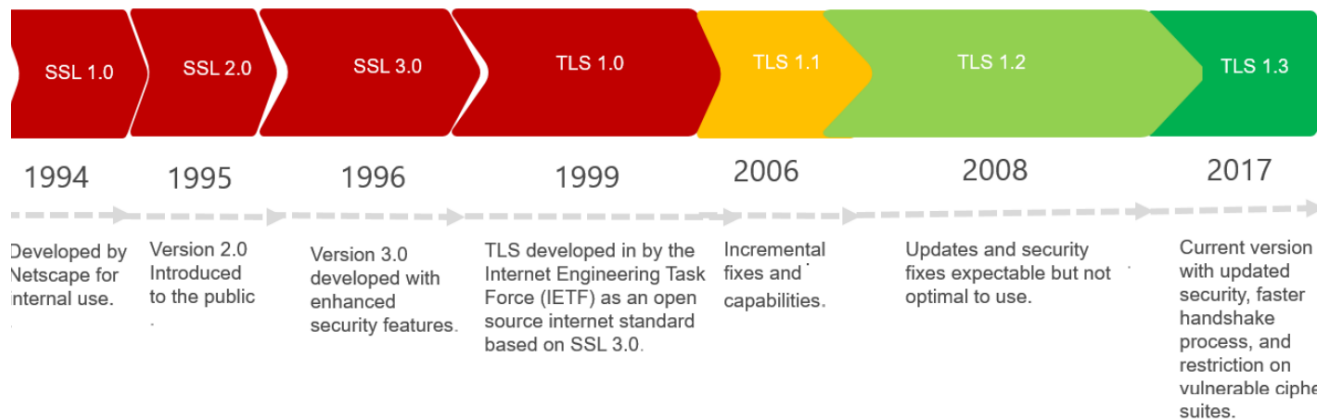 SSL 1.0
SSL 2.0
SSL 3.0
TLS 1.0
TLS 1.1
TLS 1.2
TLS 1.3
1994
1995
1996
1999
2006
2008
2017
Developed by
Netscape for
internal use.
Version 2.0
Introduced
to the public
.
Version 3.0
developed with
enhanced
security features.
TLS developed in by the
Internet Engineering Task
Force (IETF) as an open
source internet standard
based on SSL 3.0.
Incremental
fixes and
capabilities.
Updates and security
fixes expectable but not
optimal to use.
Current version
with updated
security, faster
handshake
process, and
restriction on
vulnerable ciphe
suites.